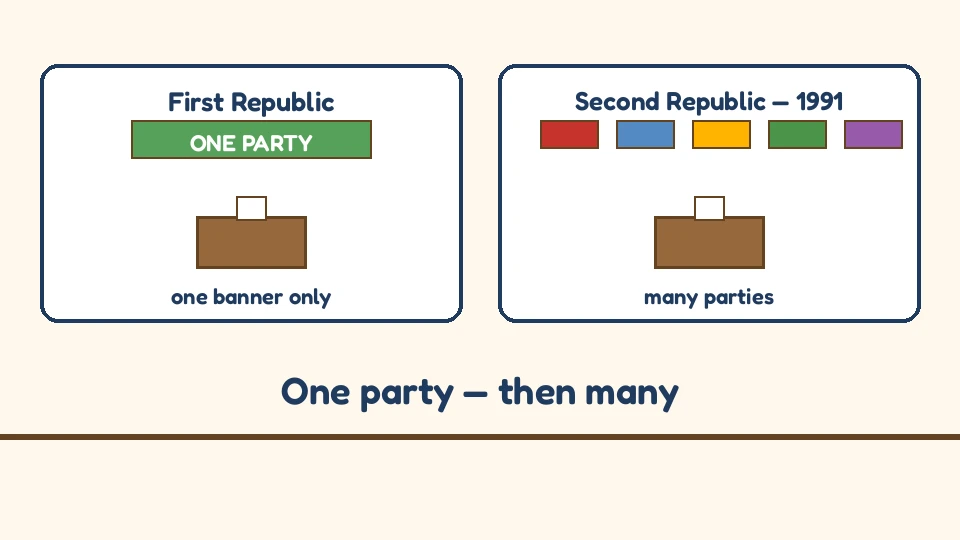 First Republic
ONE PARTY
one banner only
Second Republic – 1991
many parties
One party – then many